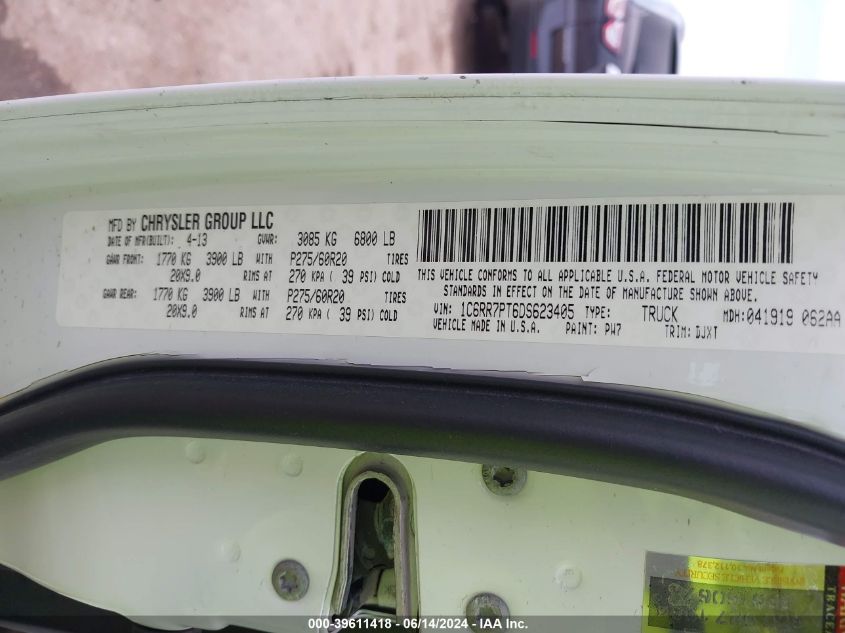 MFD BY CHRYSLER GROUP LLC
DATE OF MFR(BUILT): 4-13 GVWR: 3085 KG 6800 LB
GAWR FRONT: 1770 KG 3900 LB WITH P275/60R20 TIRES
20X9.0 RIMS AT 270 KPA ( 39 PSI) COLD
GAWR REAR: 1770 KG 3900 LB WITH P275/60R20 TIRES
20X9.0 RIMS AT 270 KPA ( 39 PSI) COLD
THIS VEHICLE CONFORMS TO ALL APPLICABLE U.S.A. FEDERAL MOTOR VEHICLE SAFETY
STANDARDS IN EFFECT ON THE DATE OF MANUFACTURE SHOWN ABOVE.
VIN: 1C6RR7PT6DS623405 TYPE: TRUCK MDH:041919 062AA
VEHICLE MADE IN U.S.A. PAINT: PW7 TRIM: DJXT
TRACE
000-39611418 - 06/14/2024 - IAA Inc.